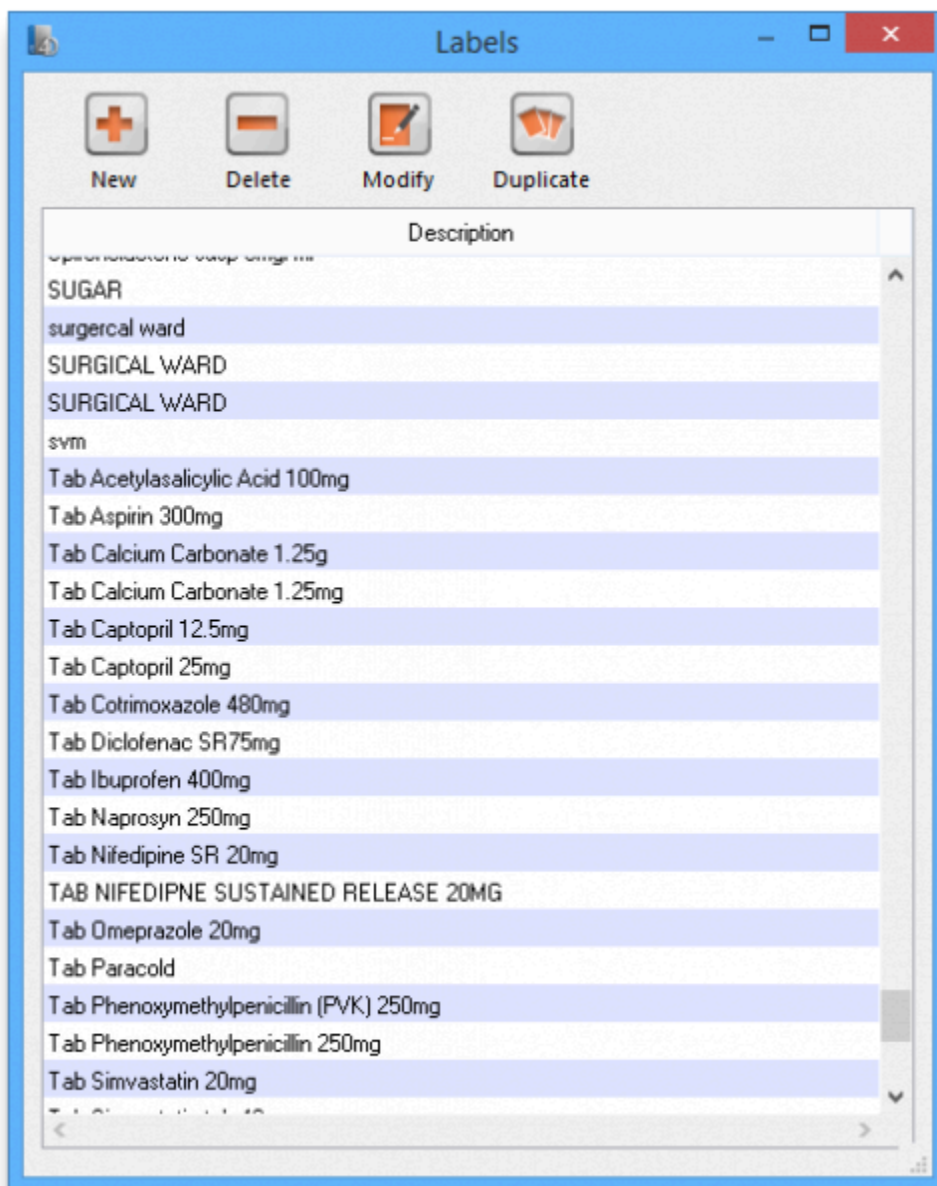 Labels
New Delete Modify Duplicate
Description
SUGAR
surgercal ward
SURGICAL WARD
SURGICAL WARD
svm
Tab Acetylasalicylic Acid 100mg
Tab Aspirin 300mg
Tab Calcium Carbonate 1.25g
Tab Calcium Carbonate 1.25mg
Tab Captopril 12.5mg
Tab Captopril 25mg
Tab Cotrimoxazole 480mg
Tab Diclofenac SR75mg
Tab Ibuprofen 400mg
Tab Naprosyn 250mg
Tab Nifedipine SR 20mg
TAB NIFEDIPNE SUSTAINED RELEASE 20MG
Tab Omeprazole 20mg
Tab Paracold
Tab Phenoxymethylpenicillin (PVK) 250mg
Tab Phenoxymethylpenicillin 250mg
Tab Simvastatin 20mg